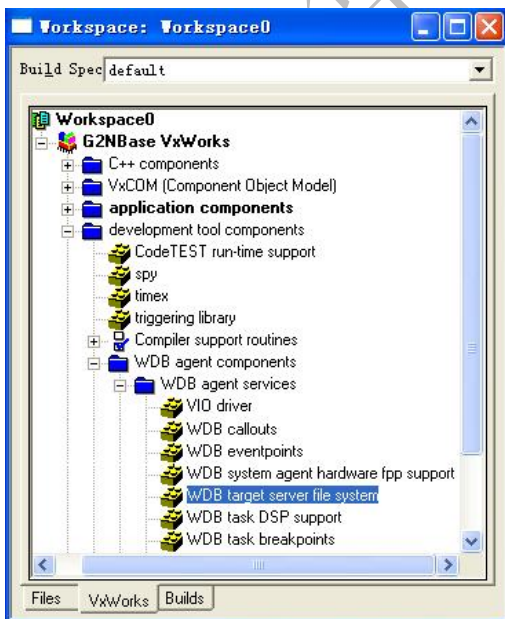 Workspace: Workspace0
Build Spec default
Workspace0
G2NBase VxWorks
C++ components
VxCOM (Component Object Model)
application components
development tool components
CodeTEST run-time support
spy
timex
triggering library
Compiler support routines
WDB agent components
WDB agent services
VIO driver
WDB callouts
WDB eventpoints
WDB system agent hardware fpp support
WDB target server file system
WDB task DSP support
WDB task breakpoints
Files VxWorks Builds